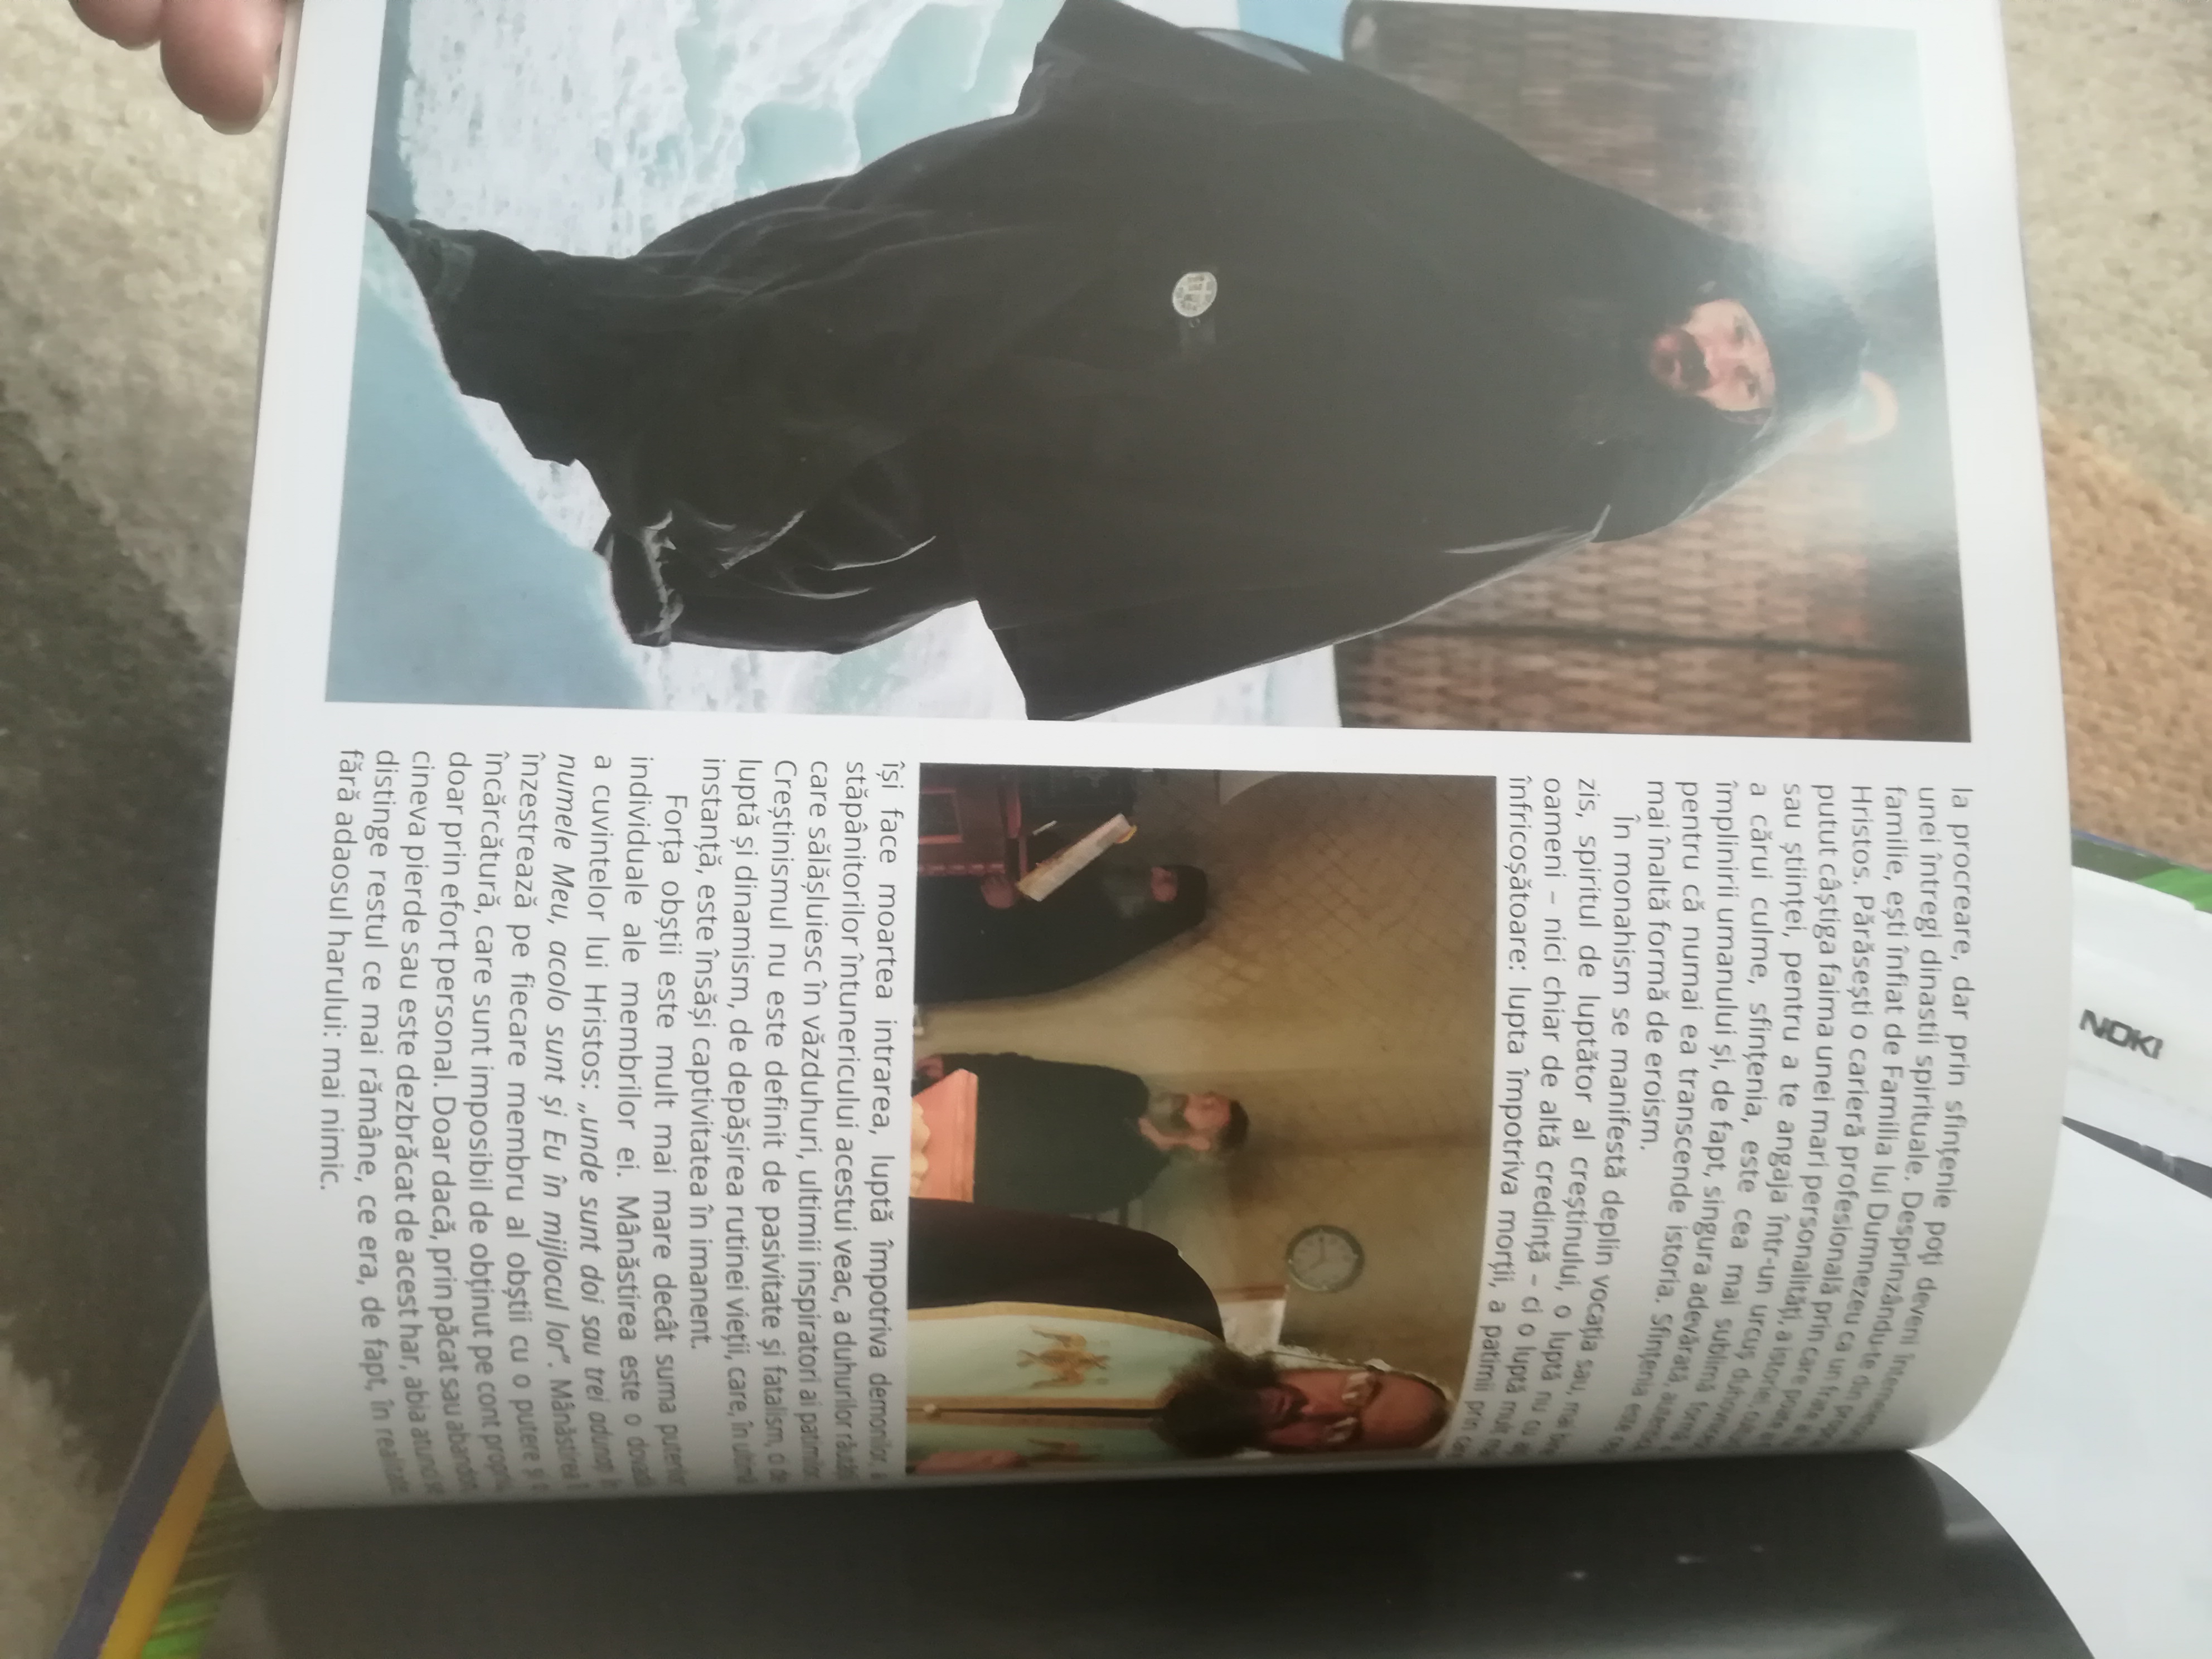 NOKI
la procreare, dar prin sfințenie poți deveni întemeietorul
unei întregi dinastii spirituale. Desprinzându-te din propria
familie, ești înfiat de Familia lui Dumnezeu ca un frate al lui
Hristos. Părăsești o carieră profesională prin care poate ai fi
putut câștiga faima unei mari personalități, a istoriei, culturii
sau științei, pentru a te angaja într-un urcuș duhovnicesc
a cărui culme, sfințenia, este cea mai sublimă formă a
împlinirii umanului și, de fapt, singura adevărată, autentică,
pentru că numai ea transcende istoria. Sfințenia este cea
mai înaltă formă de eroism.
În monahism se manifestă deplin vocația sau, mai bine
zis, spiritul de luptător al creștinului, o luptă nu cu alți
oameni – nici chiar de altă credință – ci o luptă mult mai
înfricoșătoare: lupta împotriva morții, a patimii prin care
își face moartea intrarea, luptă împotriva demonilor, a
stăpânitorilor întunericului acestui veac, a duhurilor răutății
care sălășluiesc în văzduhuri, ultimii inspiratori ai patimilor.
Creștinismul nu este definit de pasivitate și fatalism, ci de
luptă și dinamism, de depășirea rutinei vieții, care, în ultimă
instanță, este însăși captivitatea în imanent.
Forța obștii este mult mai mare decât suma puterilor
individuale ale membrilor ei. Mânăstirea este o dovadă
a cuvintelor lui Hristos: „unde sunt doi sau trei adunați în
numele Meu, acolo sunt și Eu în mijlocul lor”. Mânăstirea îl
înzestrează pe fiecare membru al obștii cu o putere și o
încărcătură, care sunt imposibil de obținut pe cont propriu,
doar prin efort personal. Doar dacă, prin păcat sau abandon,
cineva pierde sau este dezbrăcat de acest har, abia atunci se
distinge restul ce mai rămâne, ce era, de fapt, în realitate
fără adaosul harului: mai nimic.